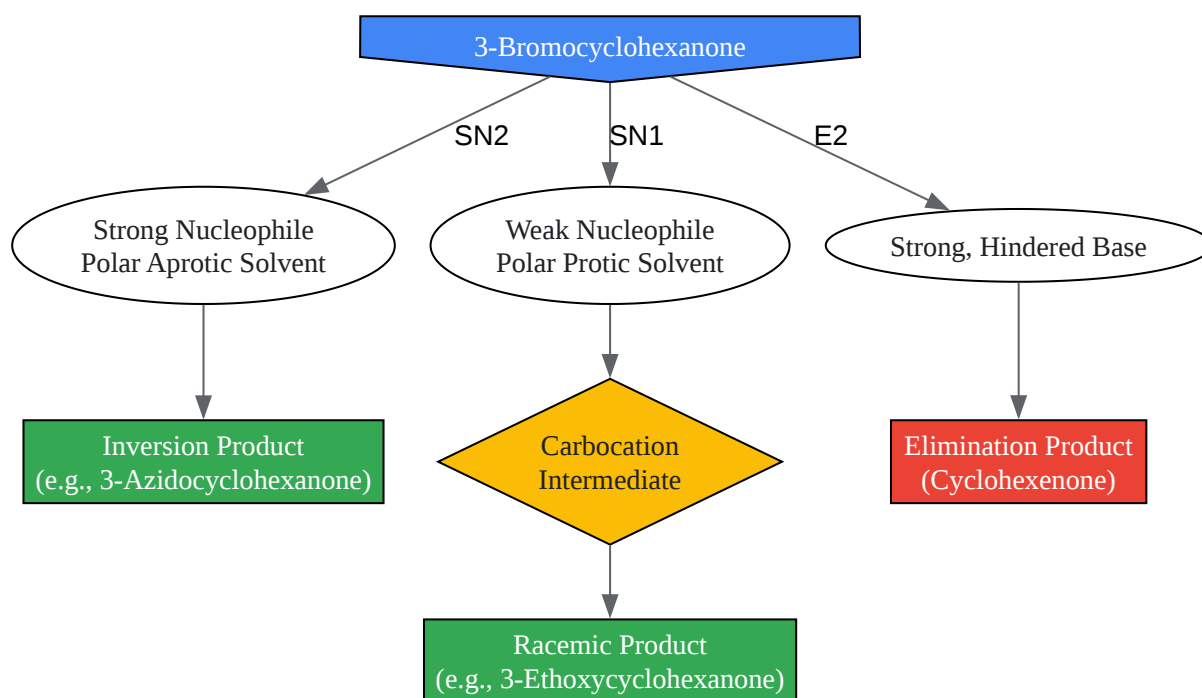 3-Bromocyclohexanone
SN2
SN1
E2
Strong Nucleophile
Polar Aprotic Solvent
Weak Nucleophile
Polar Protic Solvent
Strong, Hindered Base
Inversion Product
(e.g., 3-Azidocyclohexanone)
Carbocation
Intermediate
Elimination Product
(Cyclohexenone)
Racemic Product
(e.g., 3-Ethoxycyclohexanone)